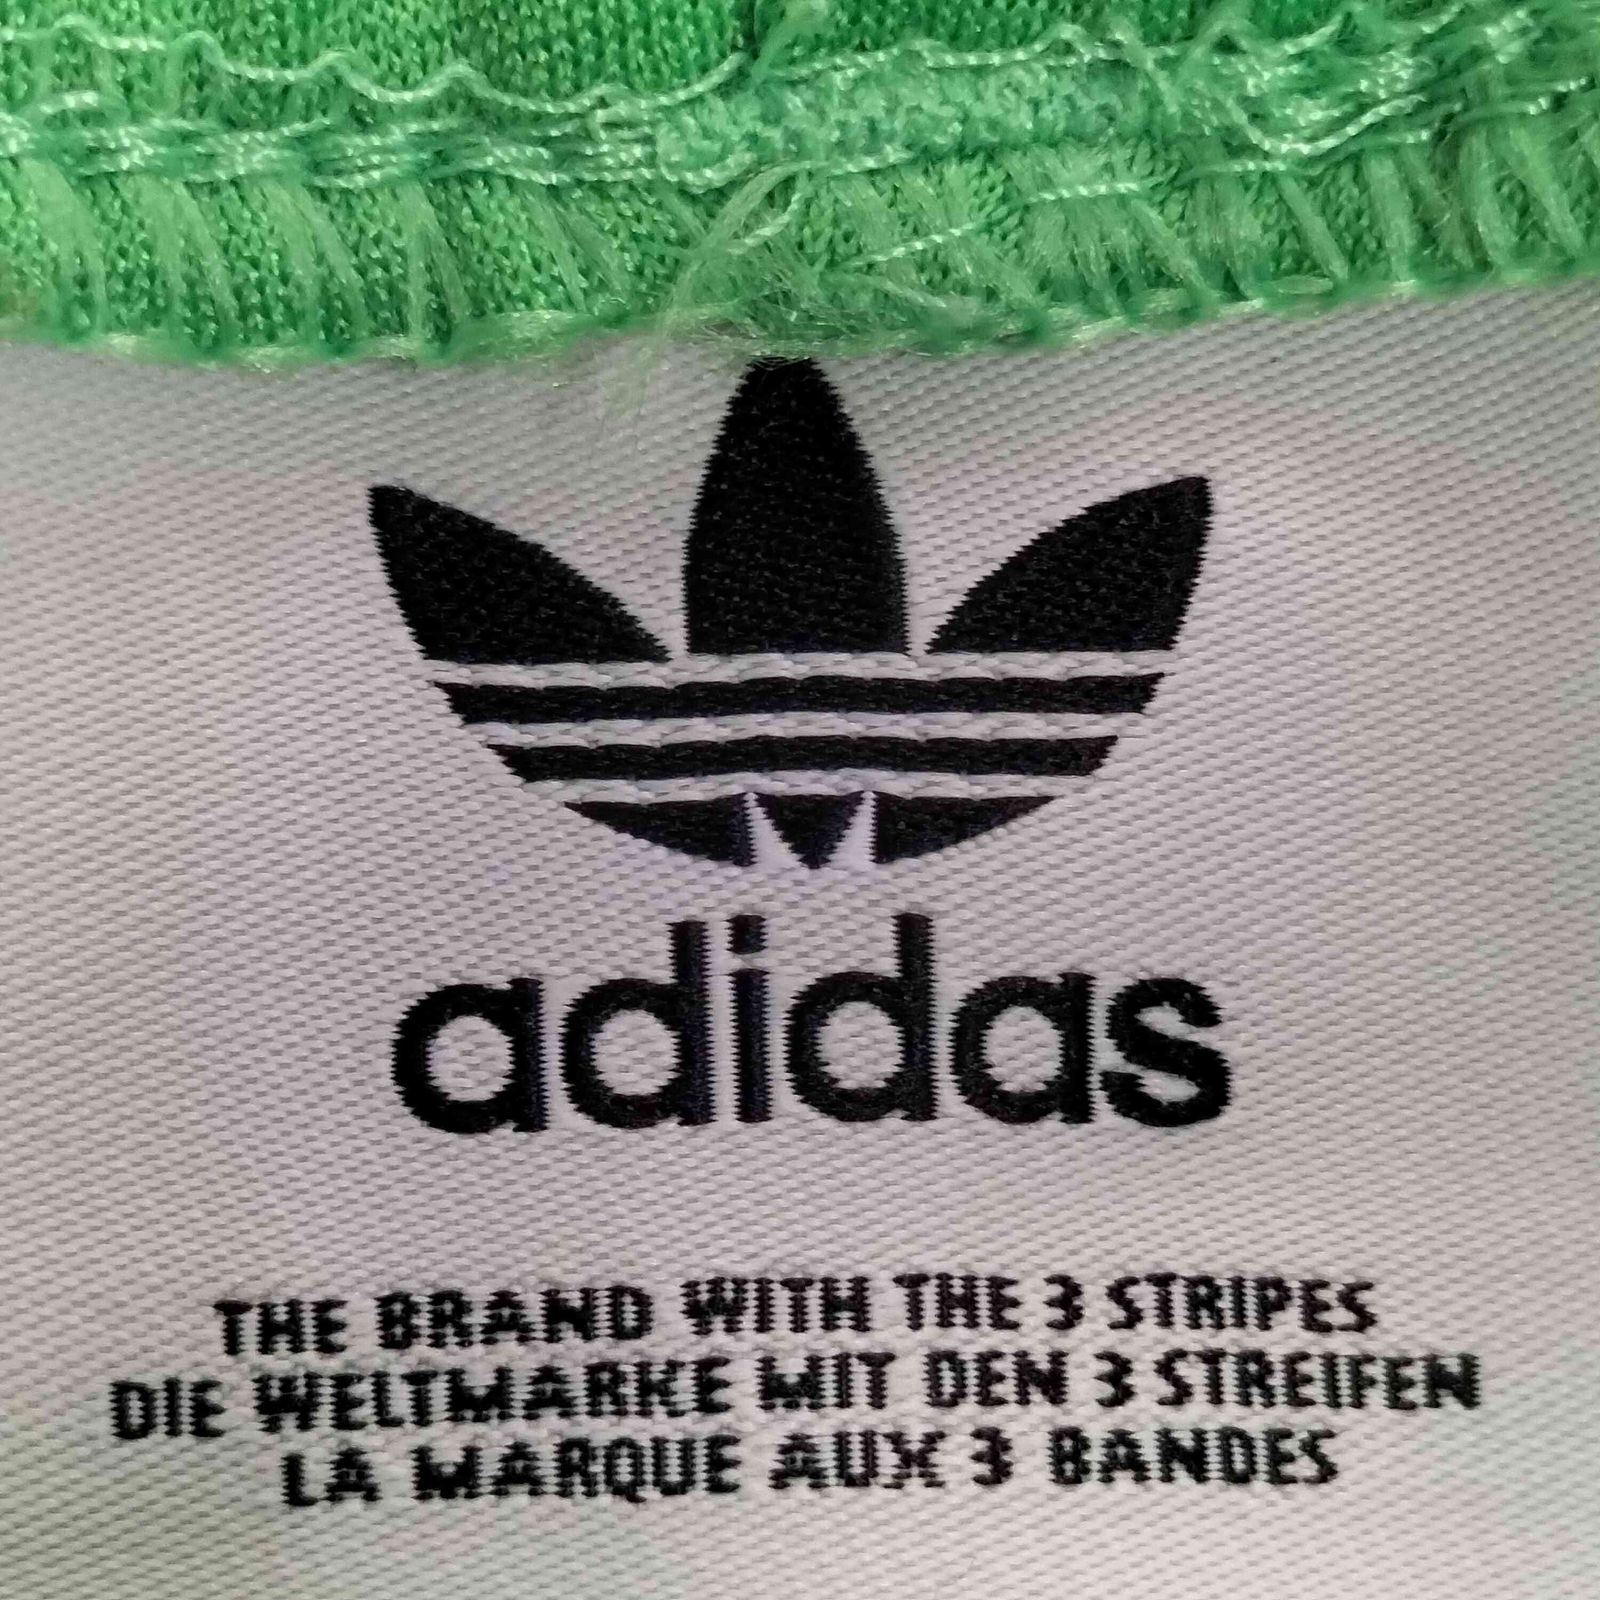 adidas
THE BRAND WITH THE 3 STRIPES
DIE WELTMARKE MIT DEN 3 STREIFEN
LA MARQUE AUX 3 BANDES